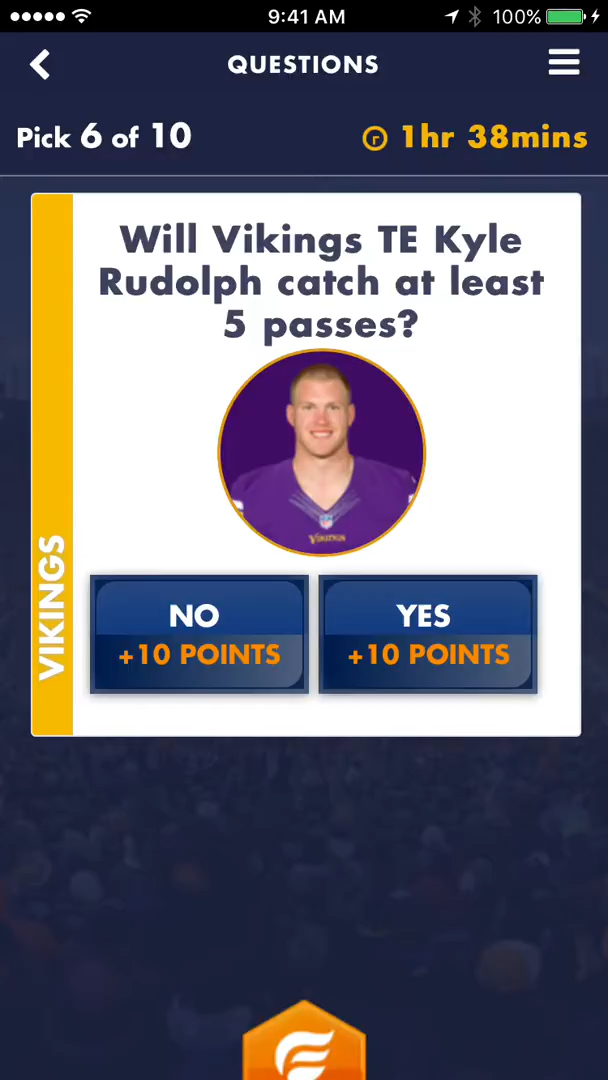 9:41 AM 100%
QUESTIONS
Pick 6 of 10 1hr 38mins
Will Vikings TE Kyle
Rudolph catch at least
5 passes?
VIKINGS
VIKINGS
NO YES
+10 POINTS +10 POINTS